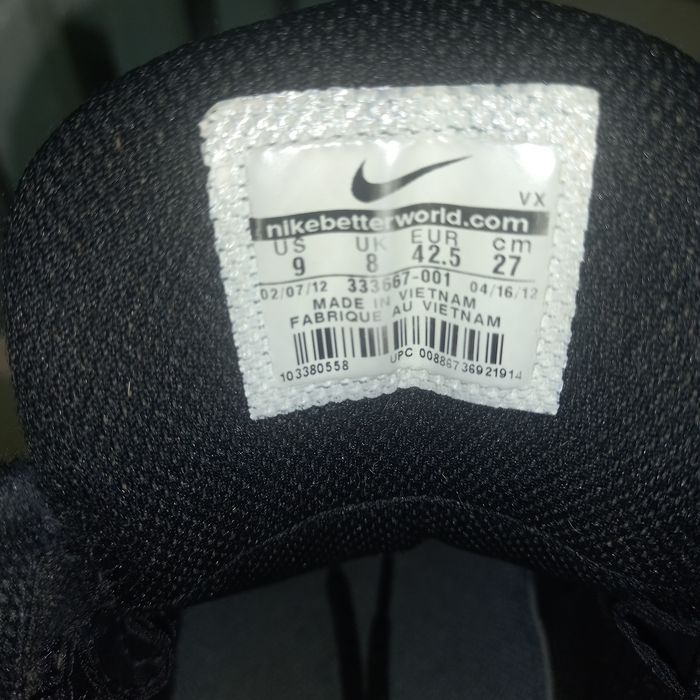 VX
nikebetterworld.com
US UK EUR cm
9 8 42.5 27
02/07/12 333667-001 04/16/12
MADE IN VIETNAM
FABRIQUE AU VIETNAM
103380558 UPC 00886736921914